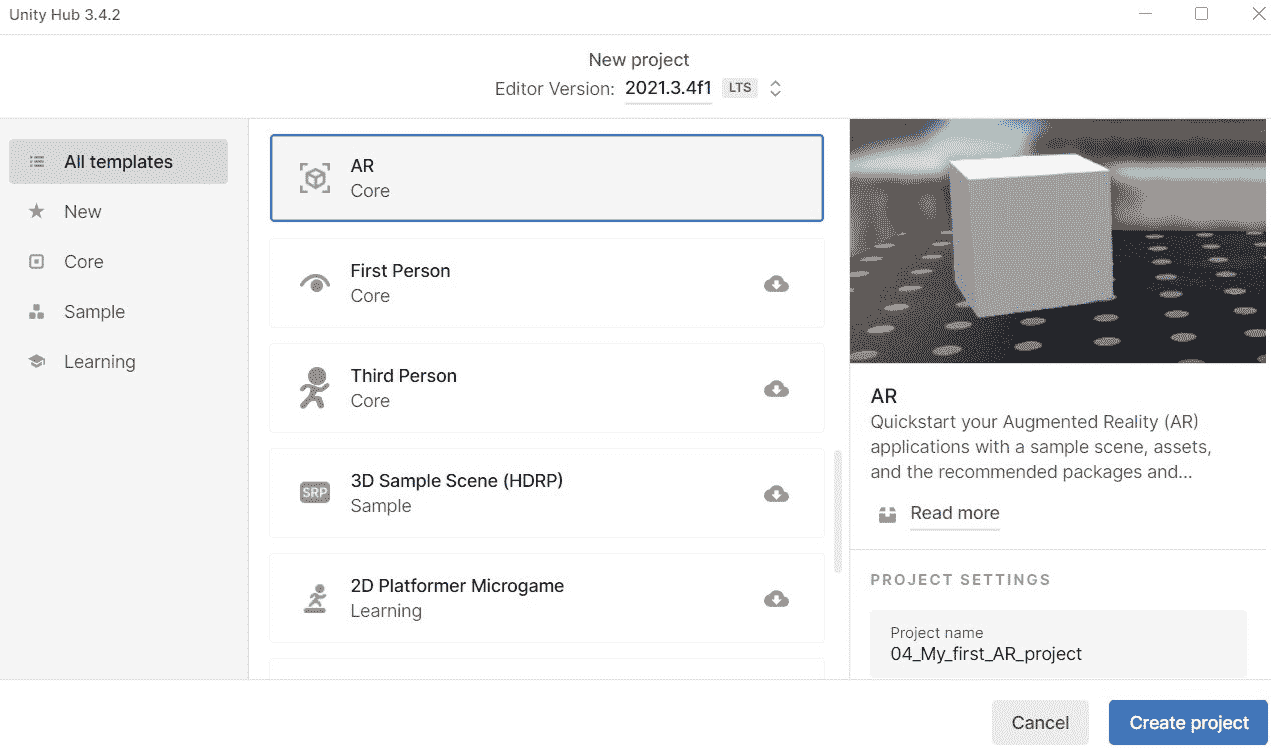 Unity Hub 3.4.2
New project
Editor Version: 2021.3.4f1 LTS
All templates
New
Core
Sample
Learning
AR
Core
First Person
Core
Third Person
Core
SRP
3D Sample Scene (HDRP)
Sample
2D Platformer Microgame
Learning
AR
Quickstart your Augmented Reality (AR)
applications with a sample scene, assets,
and the recommended packages and...
Read more
PROJECT SETTINGS
Project name
04_My_first_AR_project
Cancel
Create project